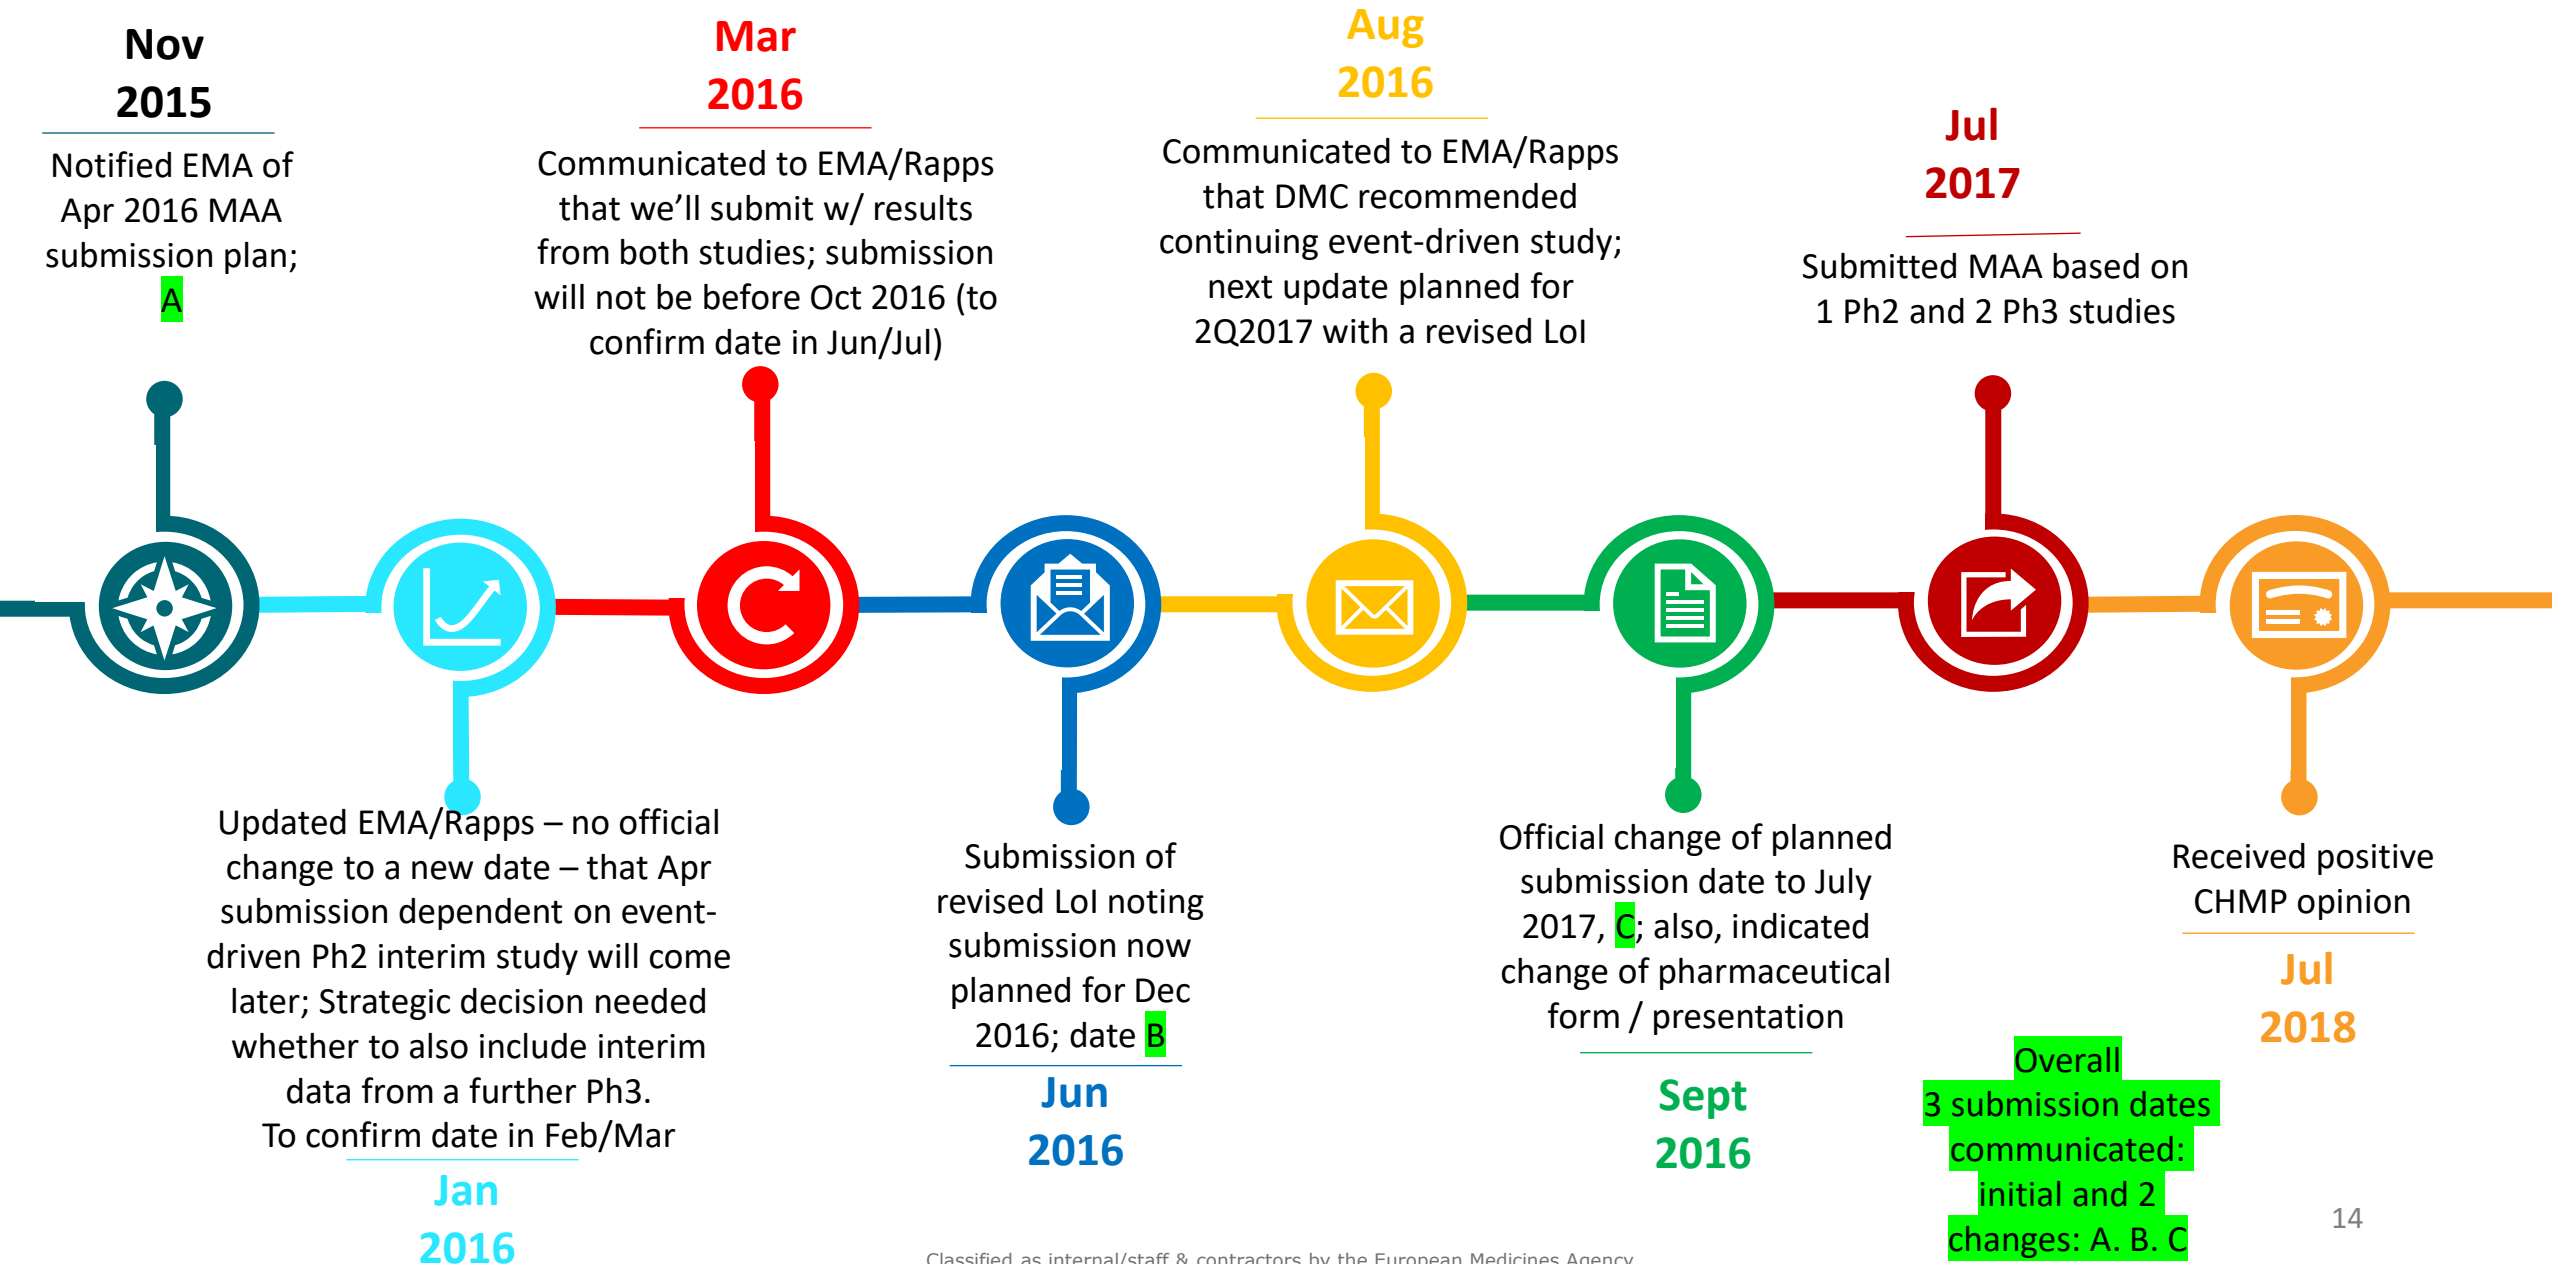 Nov
2015
Notified EMA of
Apr 2016 MAA
submission plan;
A
Updated EMA/Rapps – no official
change to a new date – that Apr
submission dependent on event-
driven Ph2 interim study will come
later; Strategic decision needed
whether to also include interim
data from a further Ph3.
To confirm date in Feb/Mar
Jan
2016
Mar
2016
Communicated to EMA/Rapps
that we’ll submit w/ results
from both studies; submission
will not be before Oct 2016 (to
confirm date in Jun/Jul)
Submission of
revised LoI noting
submission now
planned for Dec
2016; date B
Jun
2016
Aug
2016
Communicated to EMA/Rapps
that DMC recommended
continuing event-driven study;
next update planned for
2Q2017 with a revised LoI
Official change of planned
submission date to July
2017, C; also, indicated
change of pharmaceutical
form / presentation
Sept
2016
Jul
2017
Submitted MAA based on
1 Ph2 and 2 Ph3 studies
Received positive
CHMP opinion
Jul
2018
Overall
3 submission dates
communicated:
initial and 2
changes: A. B. C
14
Classified as internal/staff & contractors by the European Medicines Agency